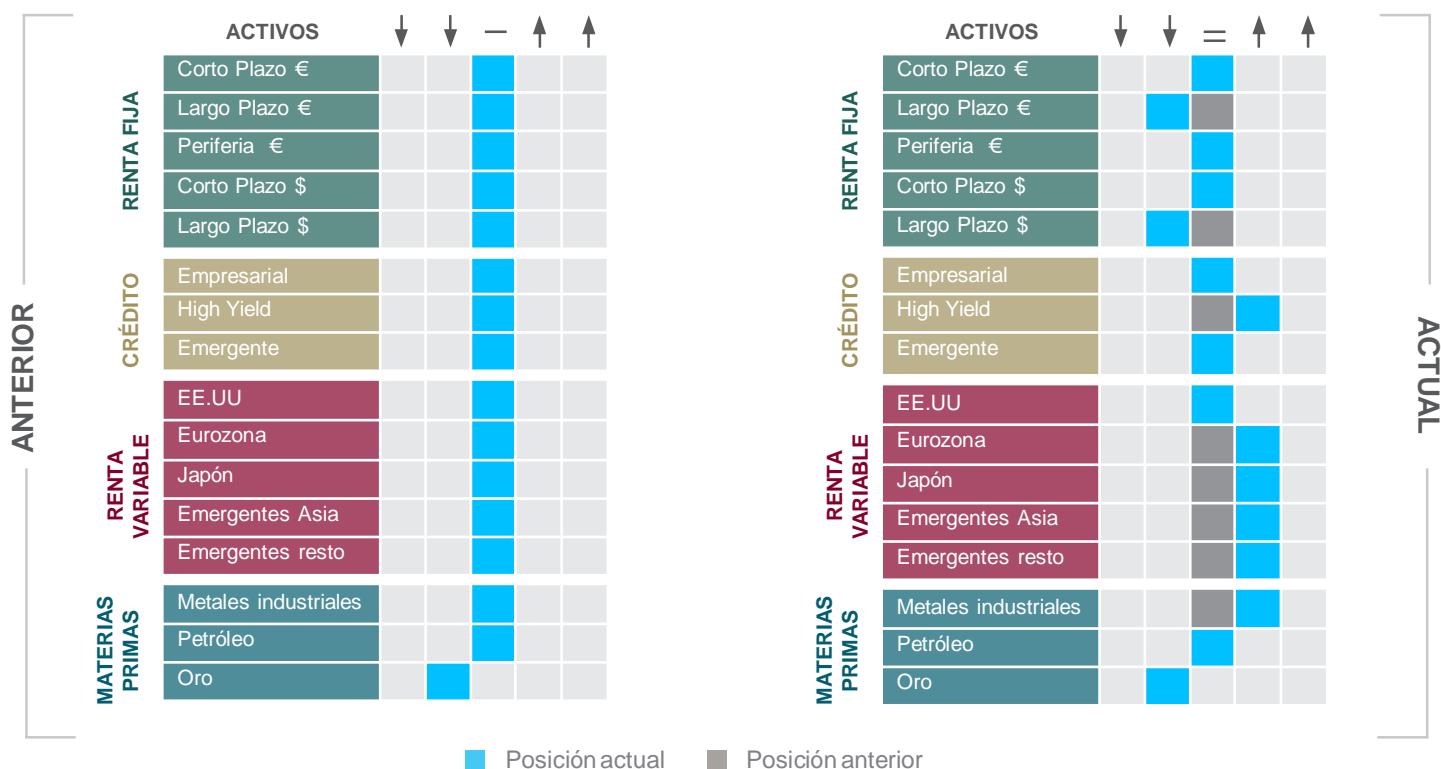 ANTERIOR
ACTIVOS ↓ ↓ — ↑ ↑
RENTA FIJA
Corto Plazo €
Largo Plazo €
Periferia €
Corto Plazo $
Largo Plazo $
CRÉDITO
Empresarial
High Yield
Emergente
RENTA
VARIABLE
EE.UU
Eurozona
Japón
Emergentes Asia
Emergentes resto
MATERIAS
PRIMAS
Metales industriales
Petróleo
Oro
ACTUAL
ACTIVOS ↓ ↓ = ↑ ↑
RENTA FIJA
Corto Plazo €
Largo Plazo €
Periferia €
Corto Plazo $
Largo Plazo $
CRÉDITO
Empresarial
High Yield
Emergente
RENTA
VARIABLE
EE.UU
Eurozona
Japón
Emergentes Asia
Emergentes resto
MATERIAS
PRIMAS
Metales industriales
Petróleo
Oro
Posición actual
Posición anterior